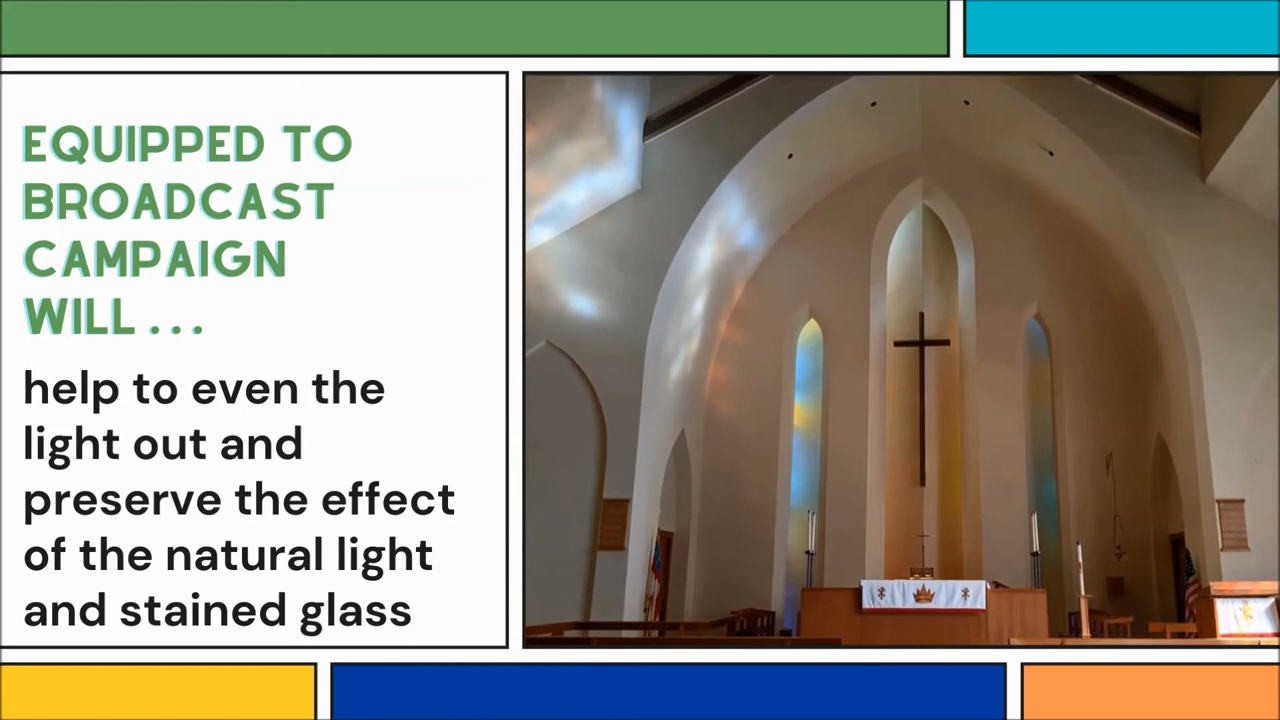 EQUIPPED TO
BROADCAST
CAMPAIGN
WILL...
help to even the
light out and
preserve the effect
of the natural light
and stained glass